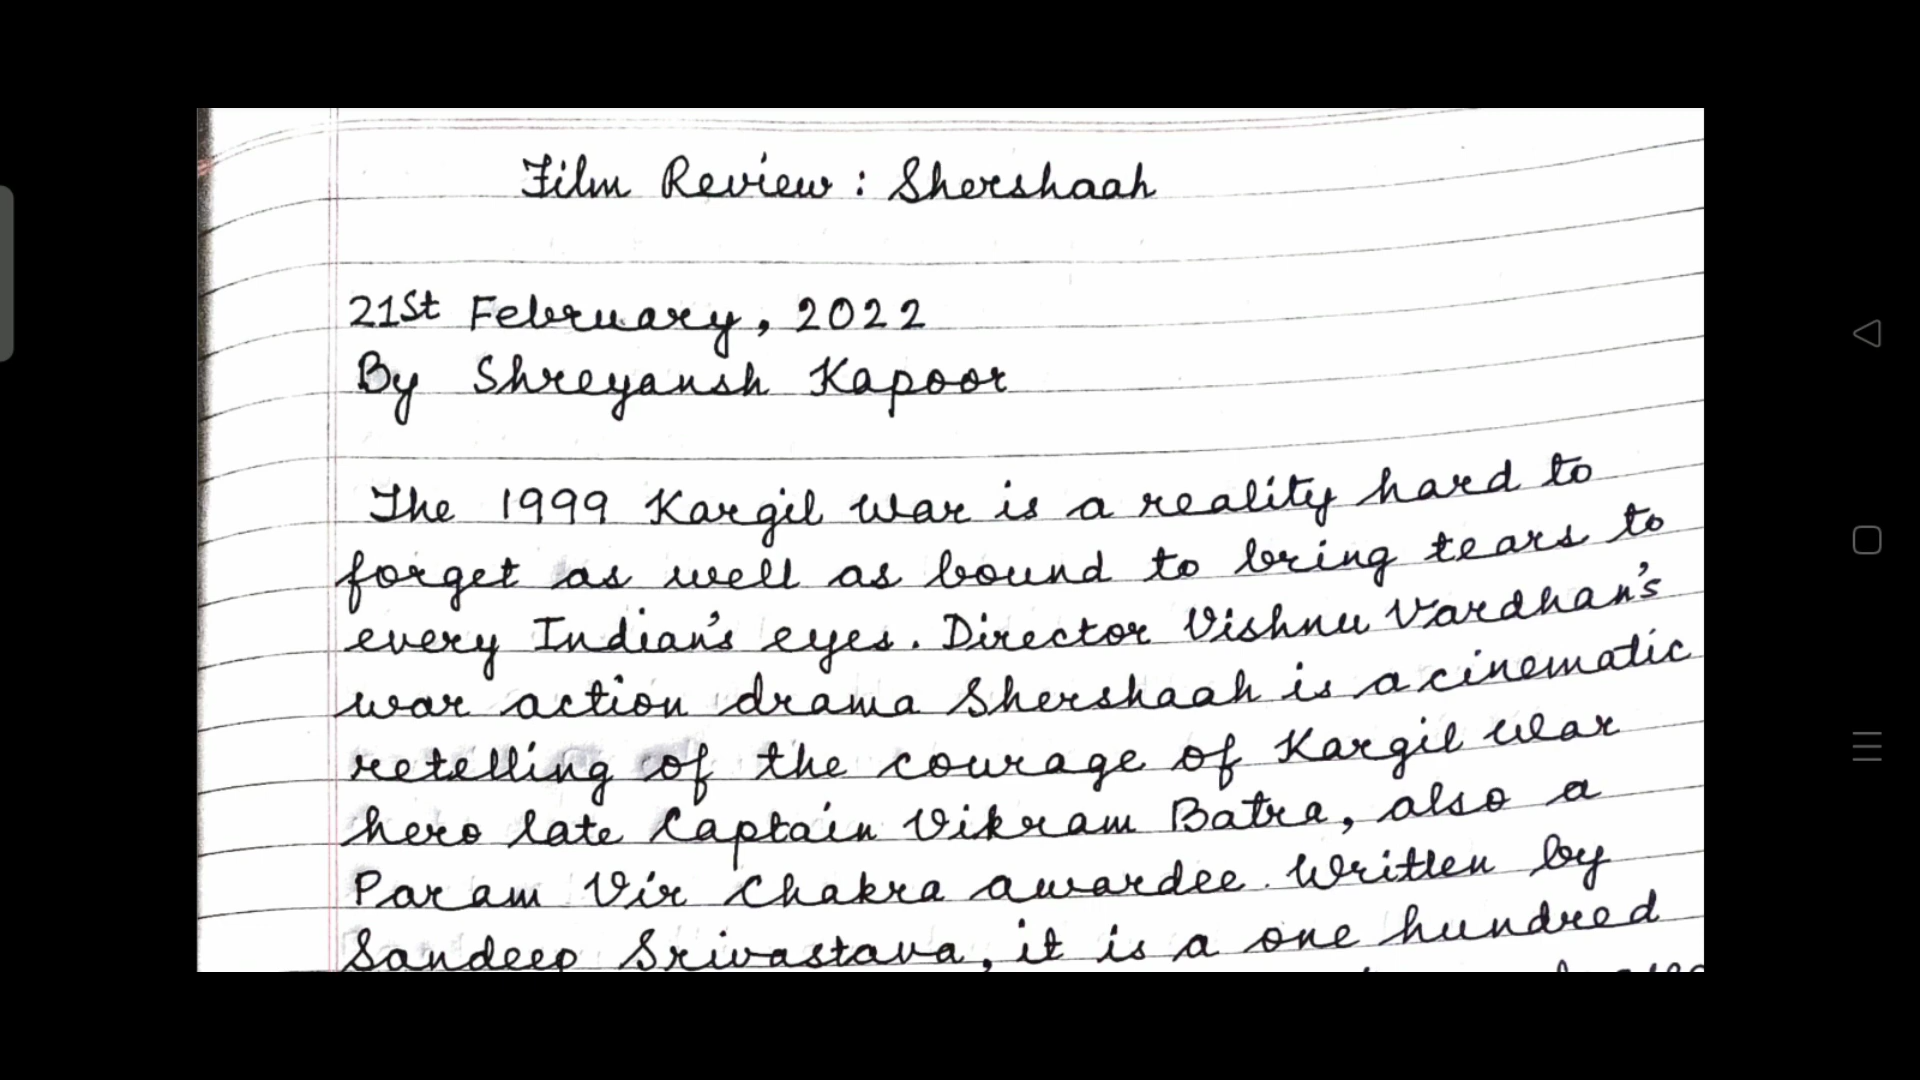 Film Review : Shershaah
21st February, 2022
By Shreyansh Kapoor
The 1999 Kargil war is a reality hard to
forget as well as bound to bring tears to
every Indian's eyes. Director Vishnu Vardhan's
war action drama Shershaah is a cinematic
retelling of the courage of Kargil war
hero late Captain Vikram Batra, also a
Param Vir Chakra awardee. Written by
Sandeep Srivastava, it is a one hundred